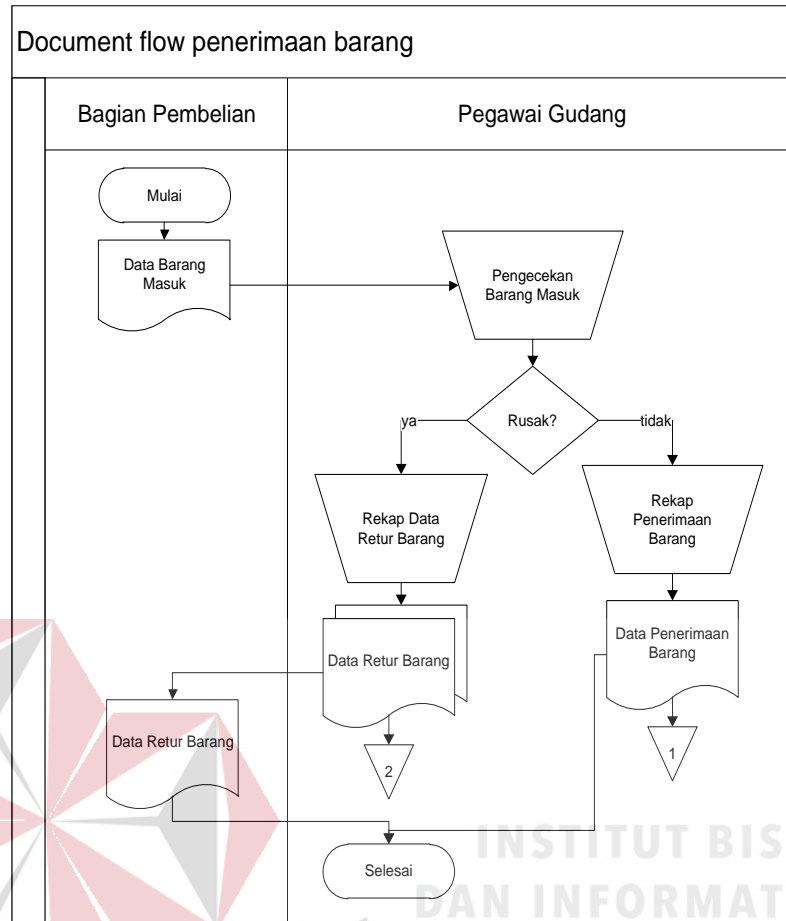 Document flow penerimaan barang
Bagian Pembelian
Pegawai Gudang
Mulai
Data Barang
Masuk
Pengecekan
Barang Masuk
Rusak?
ya
tidak
Rekap Data
Retur Barang
Rekap
Penerimaan
Barang
Data Retur Barang
Data Penerimaan
Barang
Data Retur Barang
2
1
Selesai
INSTITUT BIS
DAN INFORMAT